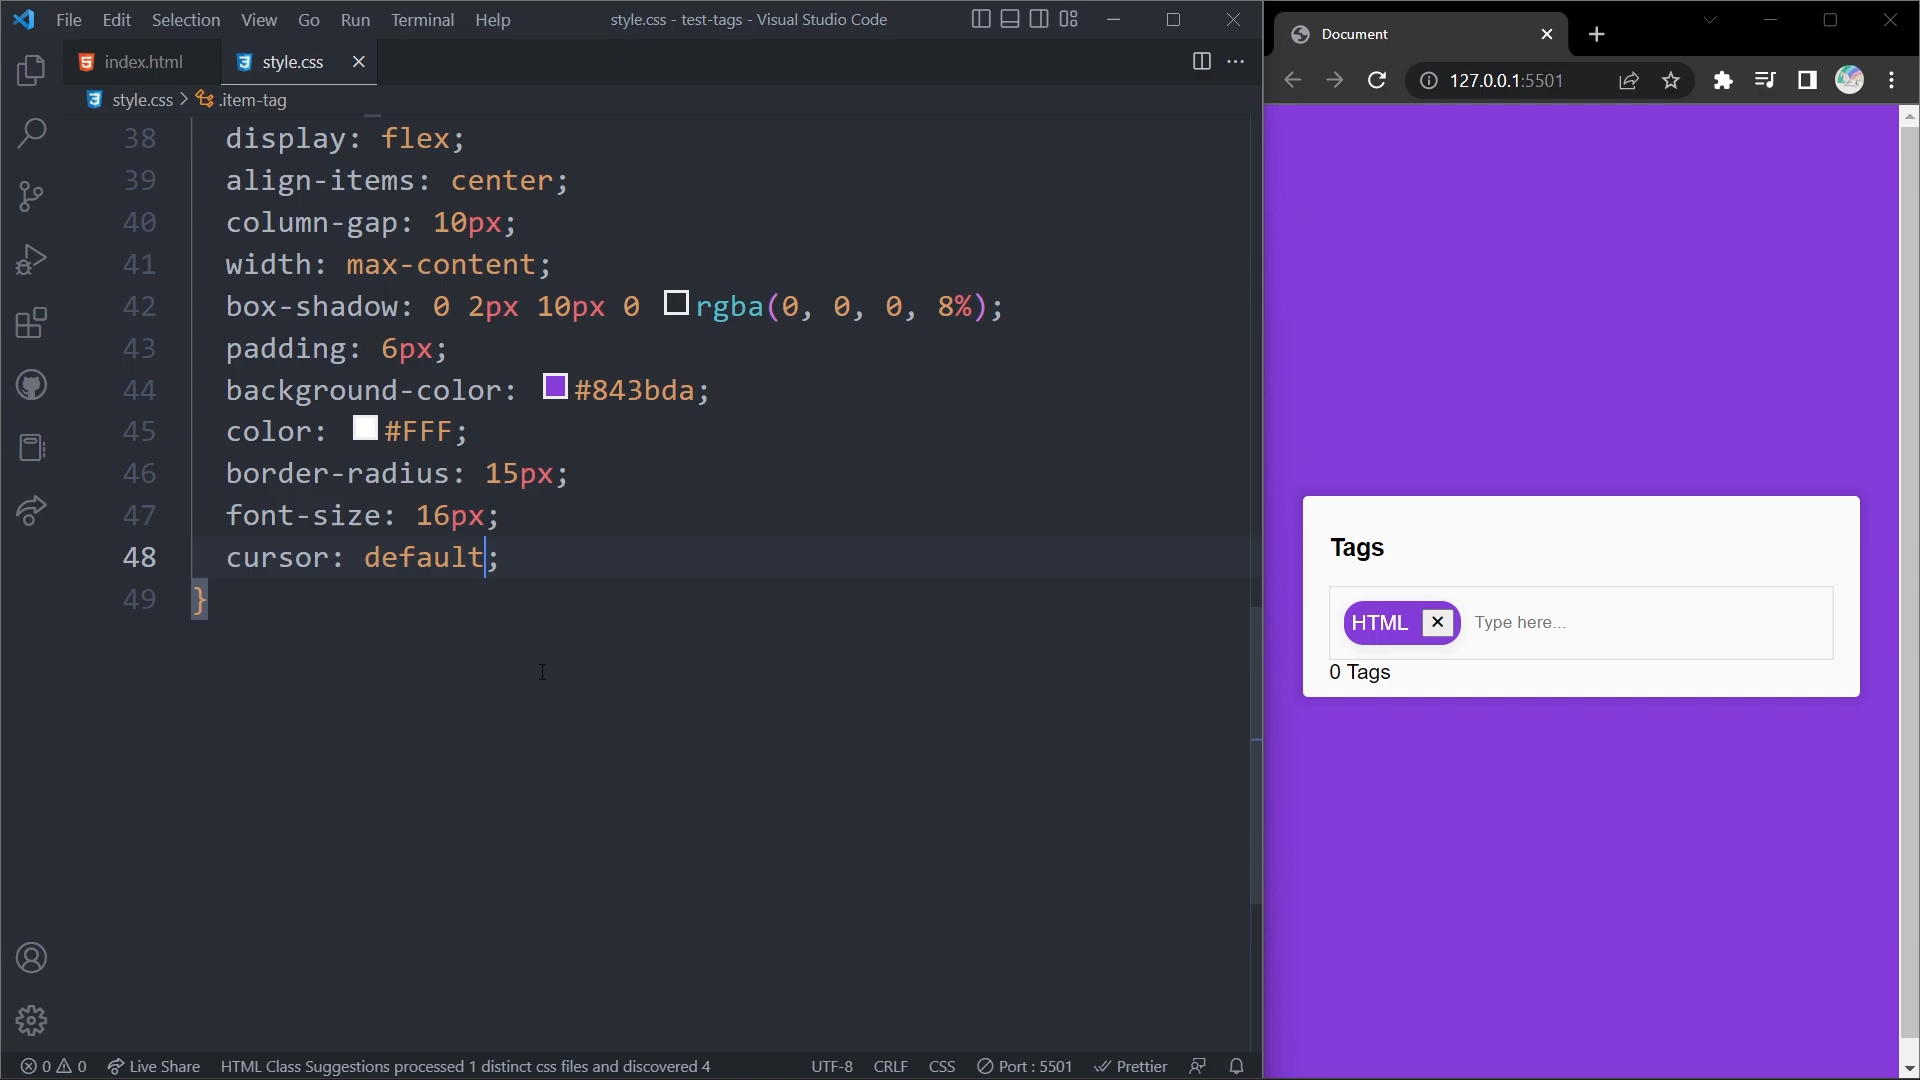 File Edit Selection View Go Run Terminal Help
style.css - test-tags - Visual Studio Code
index.html
style.css
style.css > .item-tag
38 display: flex;
39 align-items: center;
40 column-gap: 10px;
41 width: max-content;
42 box-shadow: 0 2px 10px 0 rgba(0, 0, 0, 8%);
43 padding: 6px;
44 background-color: #843bda;
45 color: #FFF;
46 border-radius: 15px;
47 font-size: 16px;
48 cursor: default;
49 }
0 0 Live Share HTML Class Suggestions processed 1 distinct css files and discovered 4
UTF-8 CRLF CSS Port : 5501 Prettier
Document
127.0.0.1:5501
Tags
HTML
Type here...
0 Tags